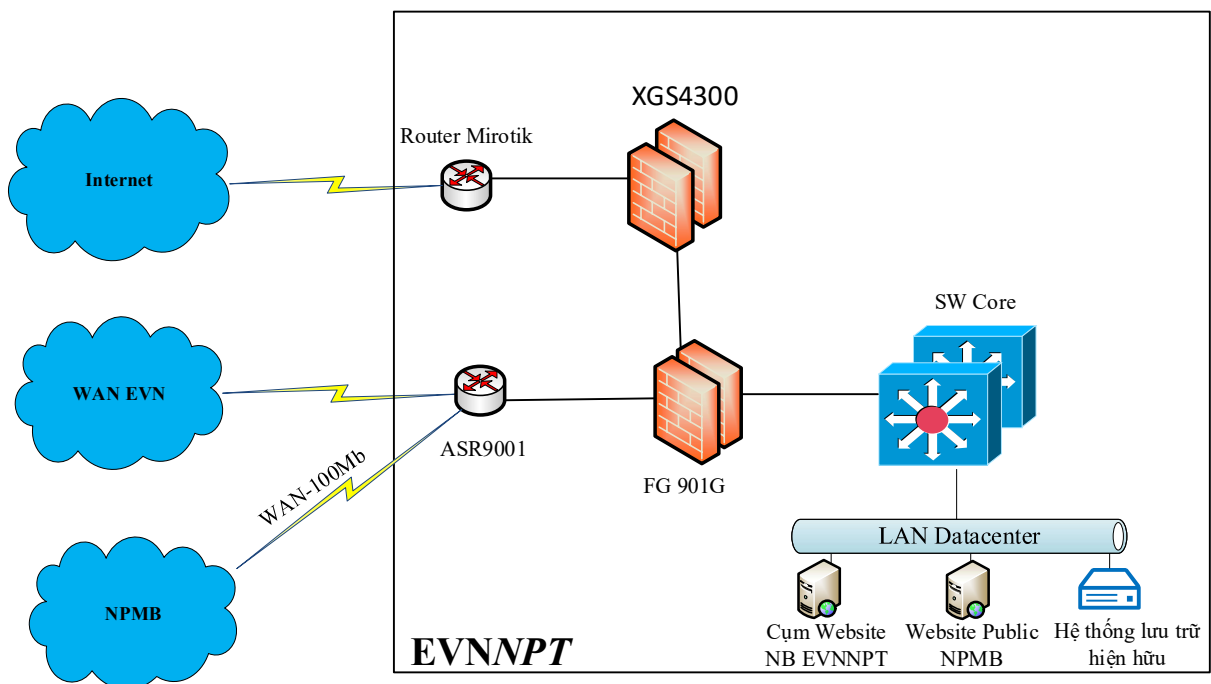 XGS4300
Router Mirotik
Internet
SW Core
WAN EVN
ASR9001
FG 901G
WAN-100Mb
LAN Datacenter
NPMB
Cụm Website
NB EVNNPT
Website Public
NPMB
Hệ thống lưu trữ
hiện hữu
EVNNPT